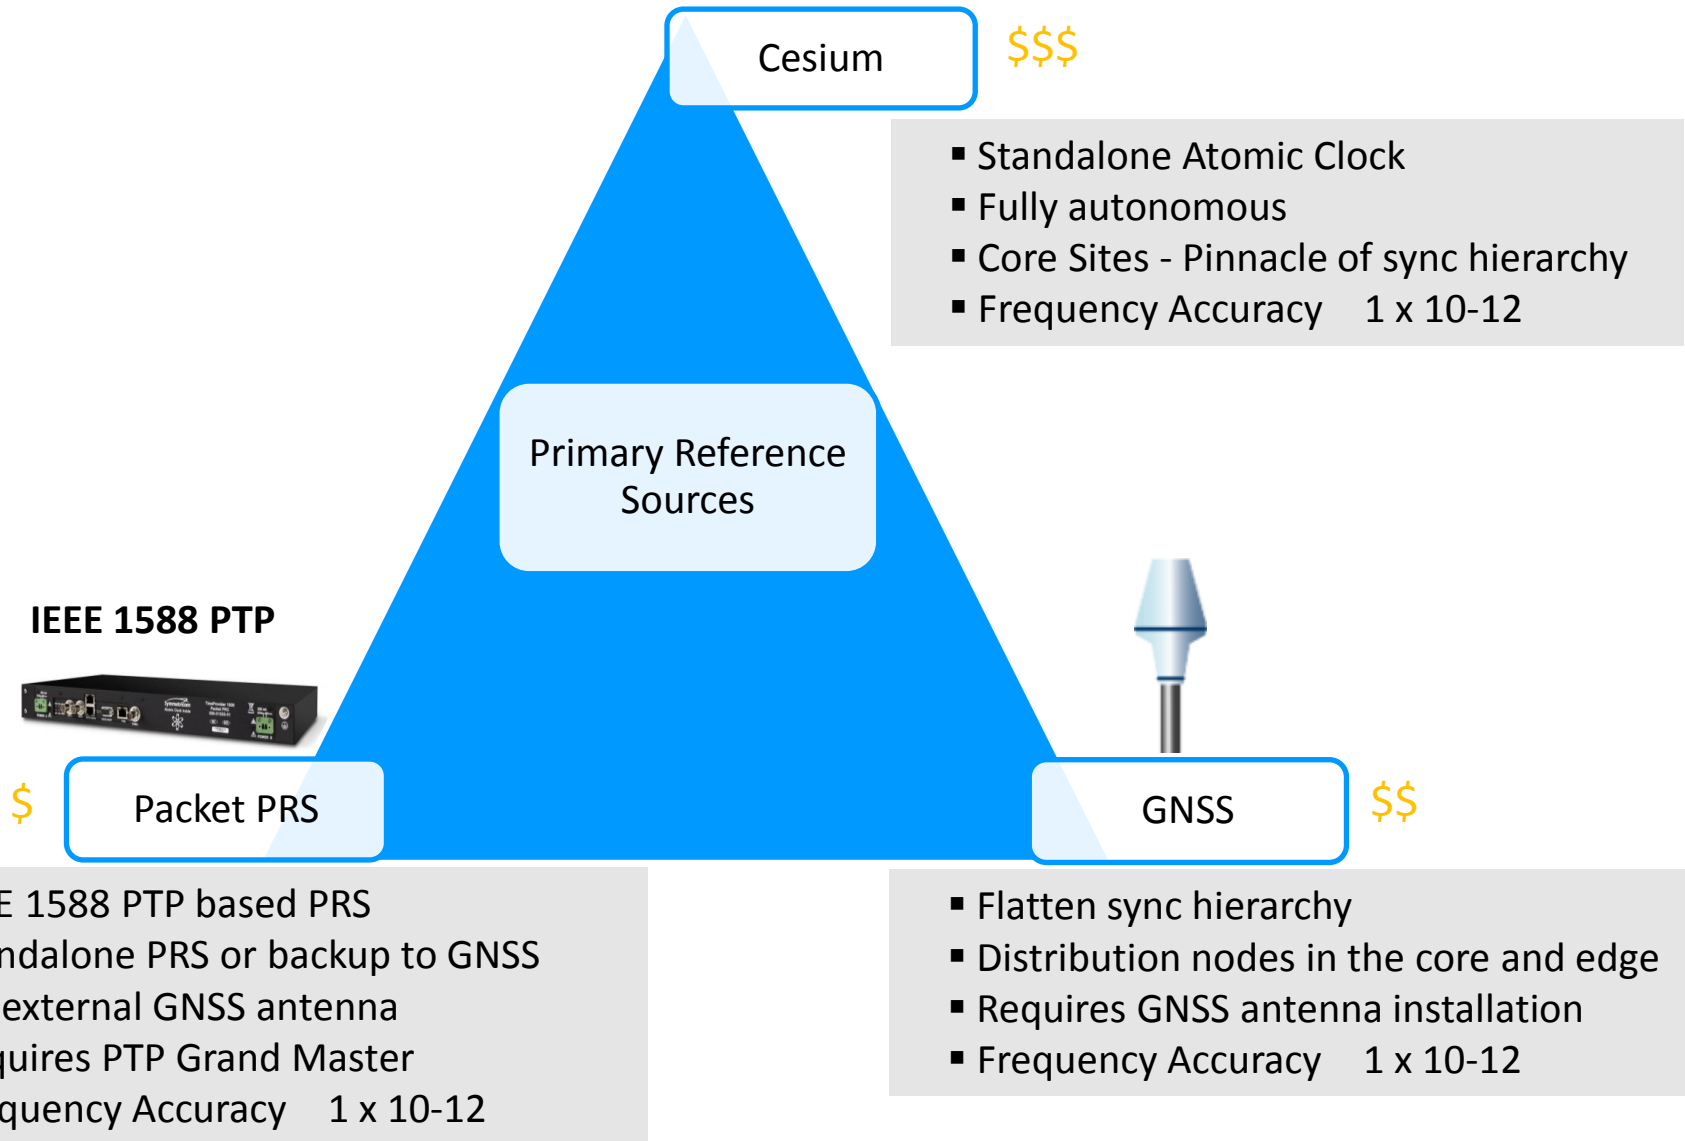 Cesium
$$$
▪ Standalone Atomic Clock
▪ Fully autonomous
▪ Core Sites - Pinnacle of sync hierarchy
▪ Frequency Accuracy 1 x 10-12
Primary Reference
Sources
IEEE 1588 PTP
Symmetricom
$
Packet PRS
GNSS
$$
E 1588 PTP based PRS
ndalone PRS or backup to GNSS
external GNSS antenna
quires PTP Grand Master
quency Accuracy 1 x 10-12
▪ Flatten sync hierarchy
▪ Distribution nodes in the core and edge
▪ Requires GNSS antenna installation
▪ Frequency Accuracy 1 x 10-12